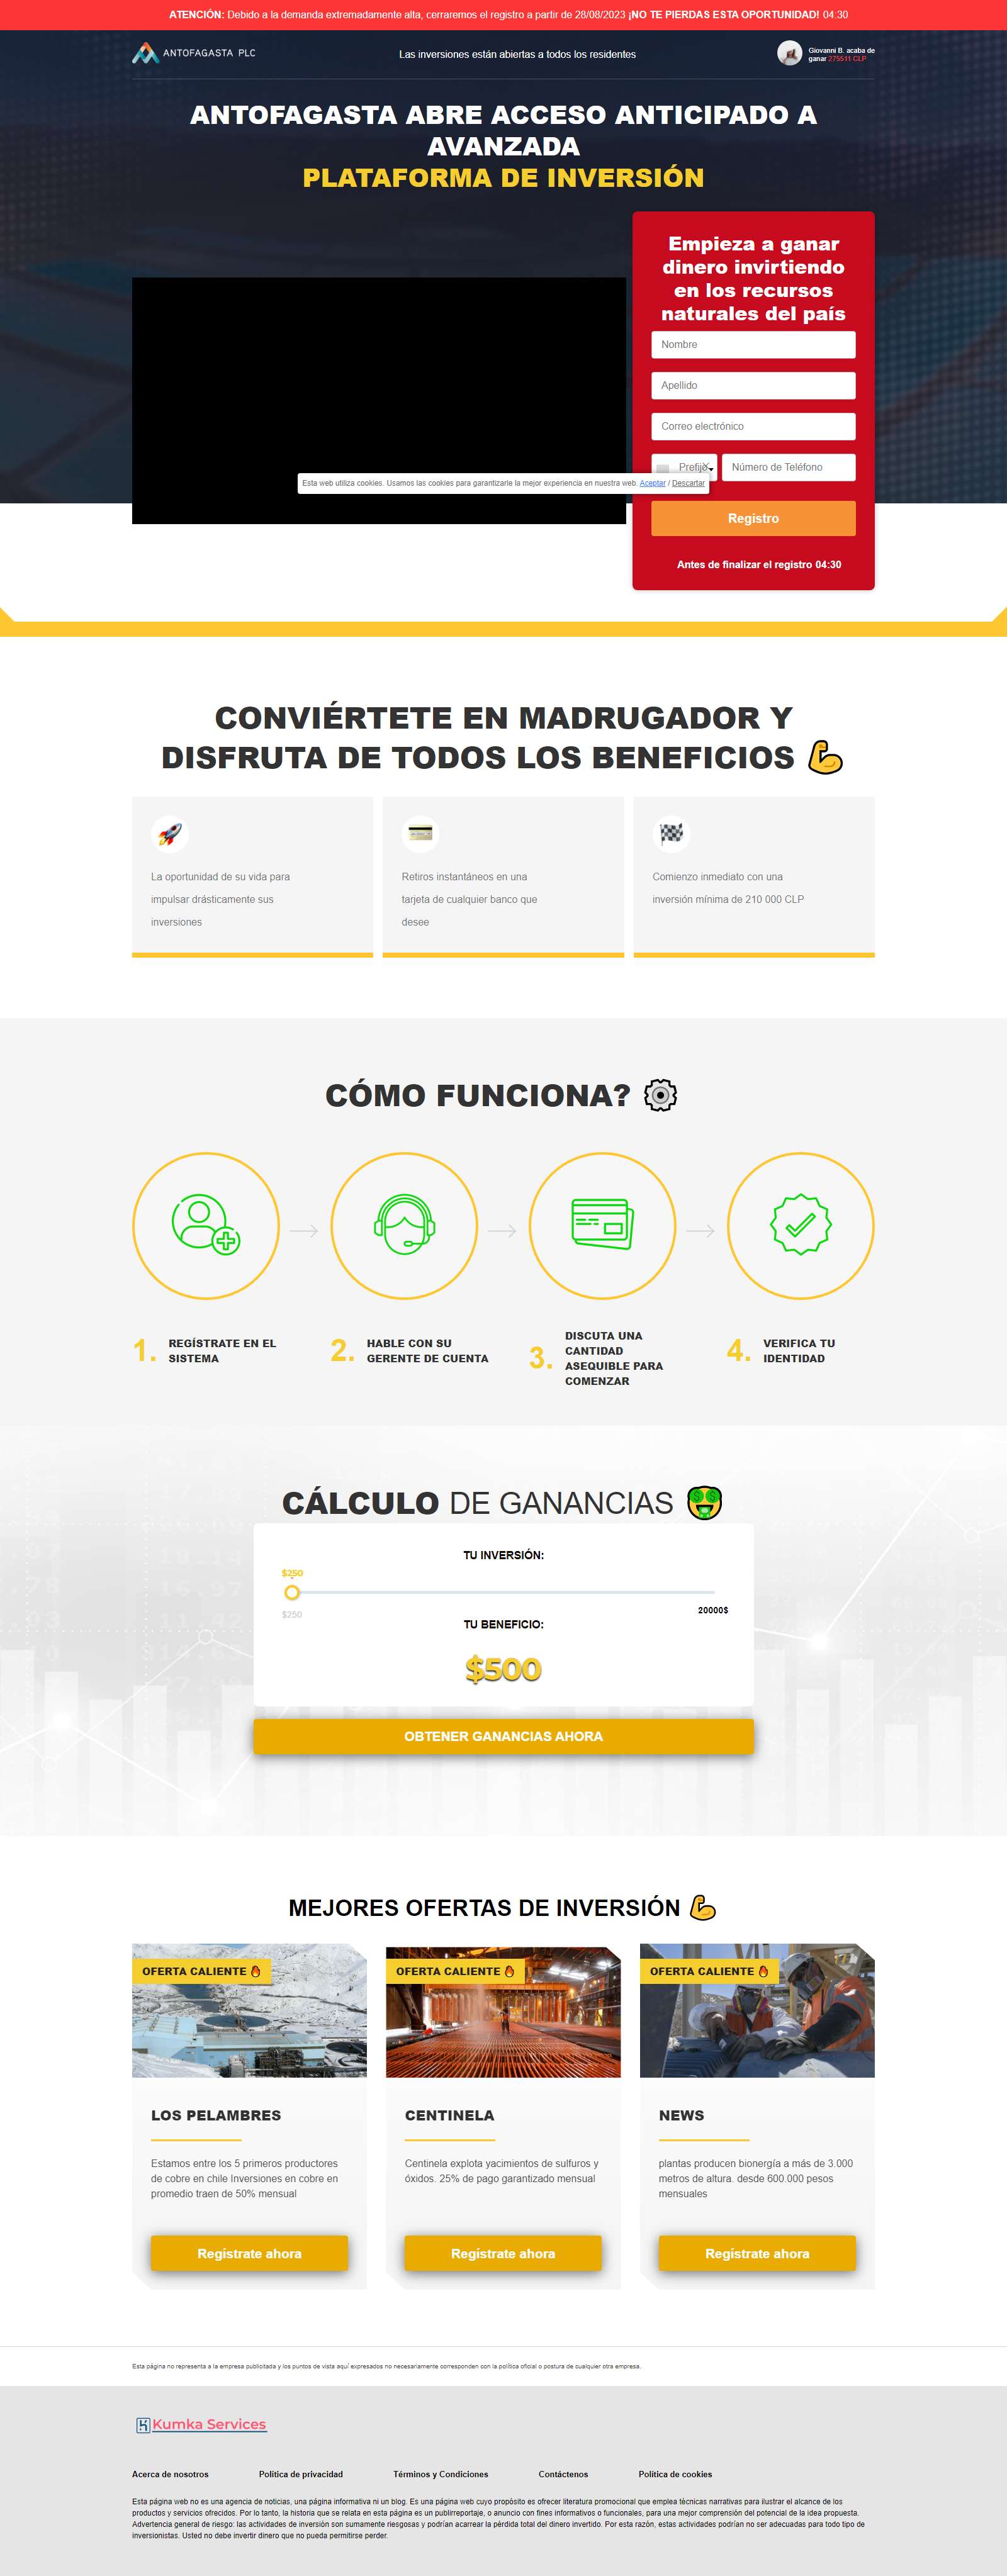 ATENCIÓN: Debido a la demanda extremadamente alta, cerraremos el registro a partir de 28/08/2023 ¡NO TE PIERDAS ESTA OPORTUNIDAD! 04:30
ANTOFAGASTA PLC
Las inversiones están abiertas a todos los residentes
Giovanni B. acaba de
ganar 275511 CLP
ANTOFAGASTA ABRE ACCESO ANTICIPADO A
AVANZADA
PLATAFORMA DE INVERSIÓN
Empieza a ganar
dinero invirtiendo
en los recursos
naturales del país
Nombre
Apellido
Correo electrónico
Prefijo
Número de Teléfono
Esta web utiliza cookies. Usamos las cookies para garantizarle la mejor experiencia en nuestra web. Aceptar / Descartar
Registro
Antes de finalizar el registro 04:30
CONVIÉRTETE EN MADRUGADOR Y
DISFRUTA DE TODOS LOS BENEFICIOS
La oportunidad de su vida para
impulsar drásticamente sus
inversiones
Retiros instantáneos en una
tarjeta de cualquier banco que
desee
Comienzo inmediato con una
inversión mínima de 210 000 CLP
CÓMO FUNCIONA?
1. REGÍSTRATE EN EL
SISTEMA
2. HABLE CON SU
GERENTE DE CUENTA
3. DISCUTA UNA
CANTIDAD
ASEQUIBLE PARA
COMENZAR
4. VERIFICA TU
IDENTIDAD
CÁLCULO DE GANANCIAS
TU INVERSIÓN:
$250
$250
20000$
TU BENEFICIO:
$500
OBTENER GANANCIAS AHORA
MEJORES OFERTAS DE INVERSIÓN
OFERTA CALIENTE
OFERTA CALIENTE
OFERTA CALIENTE
LOS PELAMBRES
Estamos entre los 5 primeros productores
de cobre en chile Inversiones en cobre en
promedio traen de 50% mensual
Registrate ahora
CENTINELA
Centinela explota yacimientos de sulfuros y
óxidos. 25% de pago garantizado mensual
Registrate ahora
NEWS
plantas producen bionergía a más de 3.000
metros de altura. desde 600.000 pesos
mensuales
Registrate ahora
Esta página no representa a la empresa publicitada y los puntos de vista aquí expresados no necesariamente corresponden con la política oficial o postura de cualquier otra empresa.
Kumka Services
Acerca de nosotros
Política de privacidad
Términos y Condiciones
Contáctenos
Política de cookies
Esta página web no es una agencia de noticias, una página informativa ni un blog. Es una página web cuyo propósito es ofrecer literatura promocional que emplea técnicas narrativas para ilustrar el alcance de los
productos y servicios ofrecidos. Por lo tanto, la historia que se relata en esta página es un publirreportaje, o anuncio con fines informativos o funcionales, para una mejor comprensión del potencial de la idea propuesta.
Advertencia general de riesgo: las actividades de inversión son sumamente riesgosas y podrían acarrear la pérdida total del dinero invertido. Por esta razón, estas actividades podrían no ser adecuadas para todo tipo de
inversionistas. Usted no debe invertir dinero que no pueda permitirse perder.